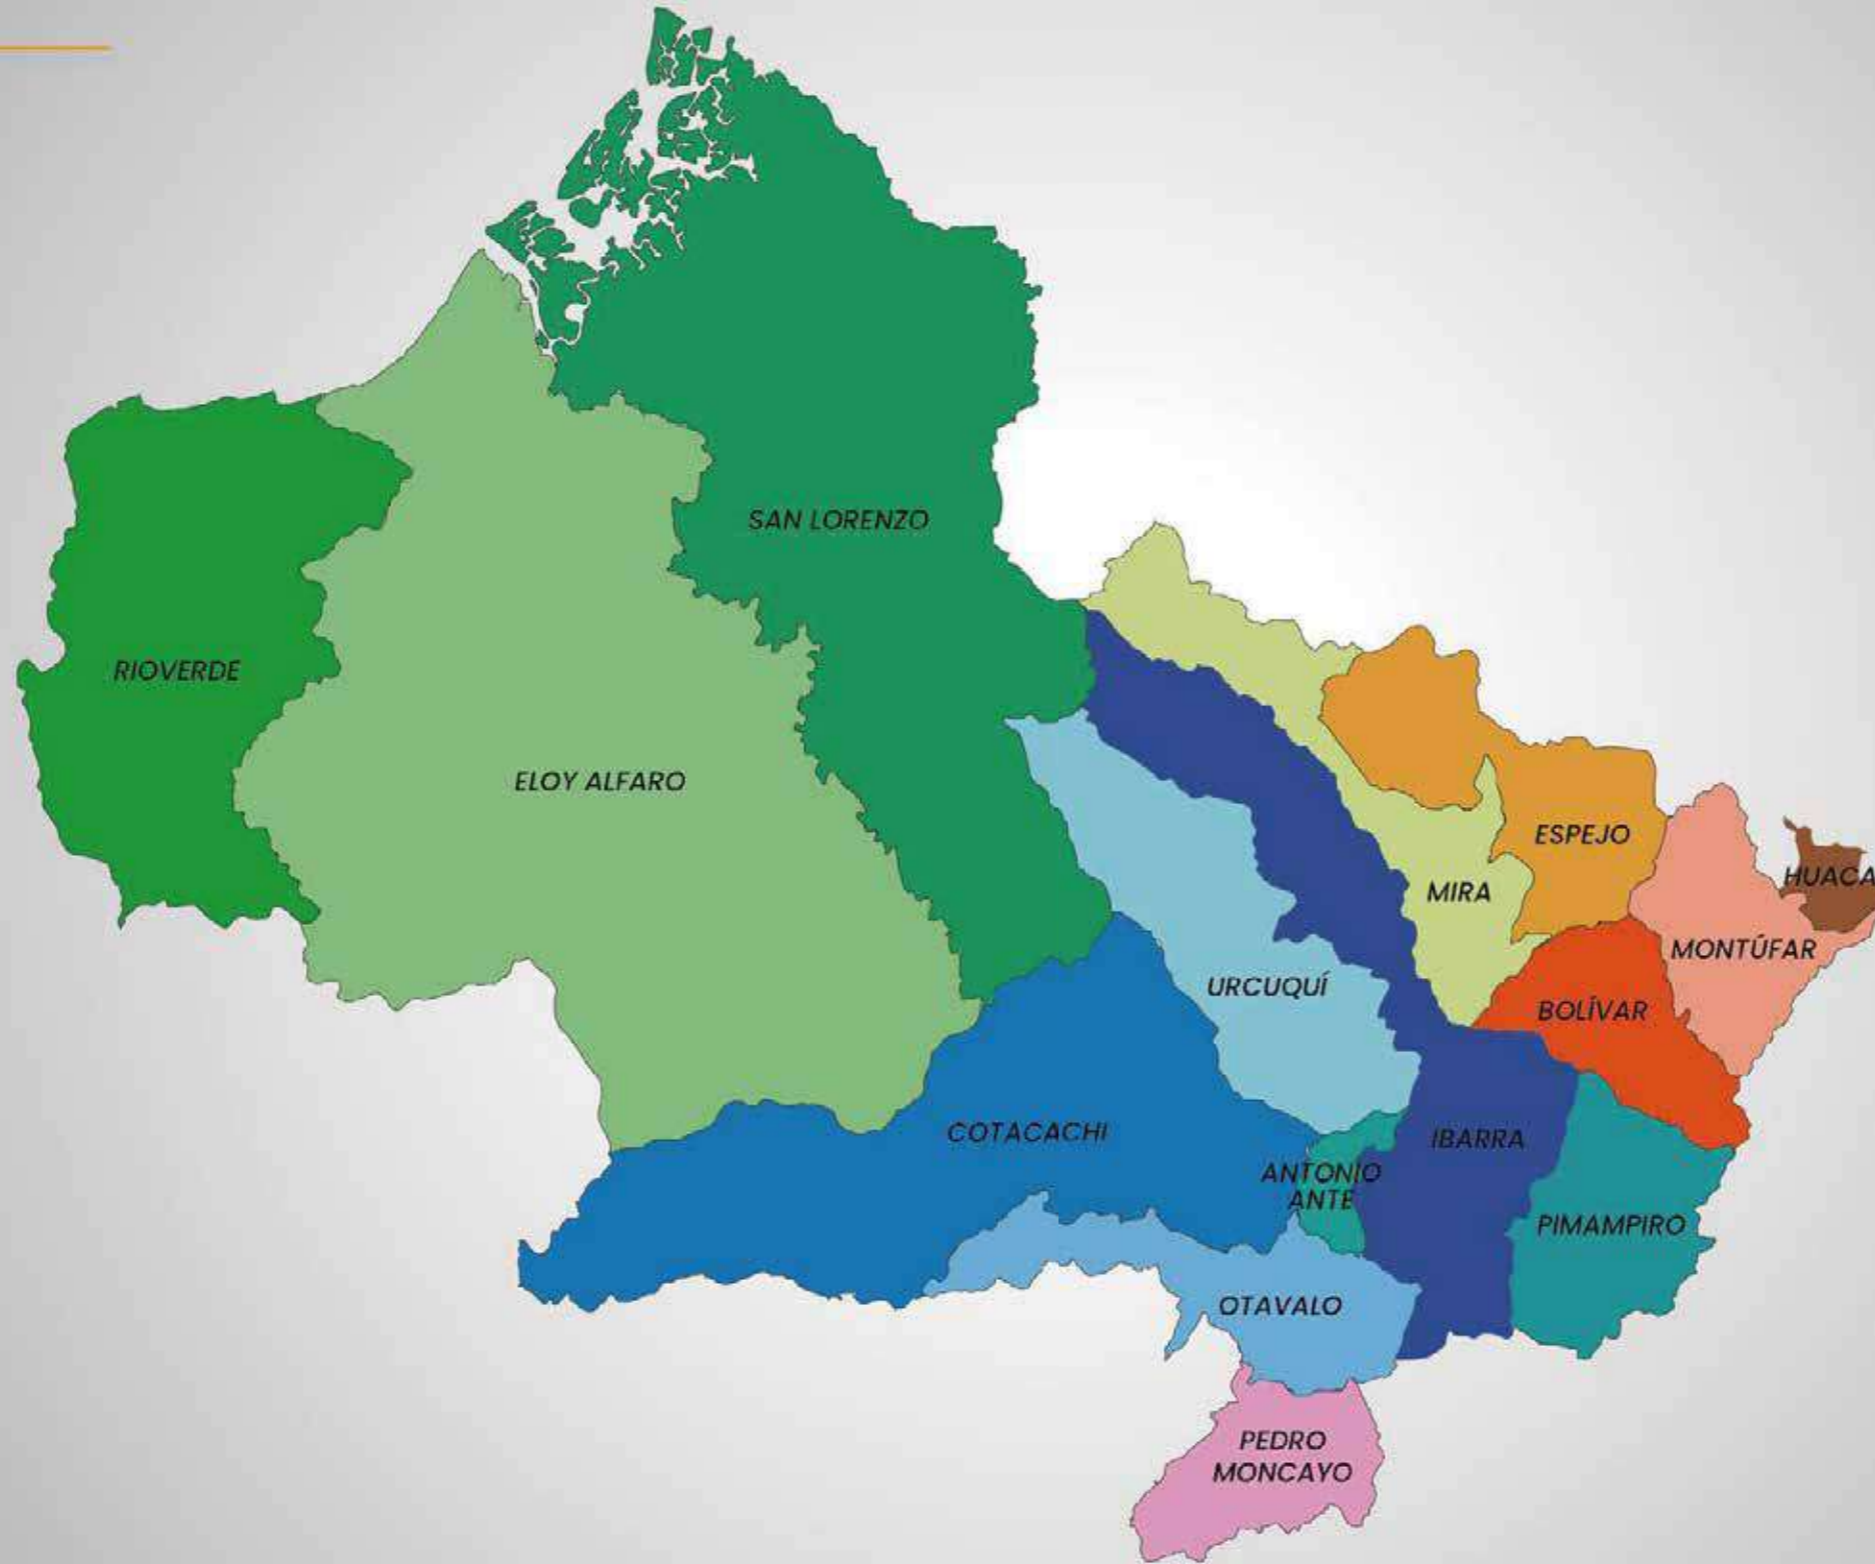 SAN LORENZO
RIOVERDE
ELOY ALFARO
ESPEJO
HUACA
MIRA
MONTÚFAR
URCUQUÍ
BOLÍVAR
COTACACHI
IBARRA
ANTONIO
ANTE
PIMAMPIRO
OTAVALO
PEDRO
MONCAYO